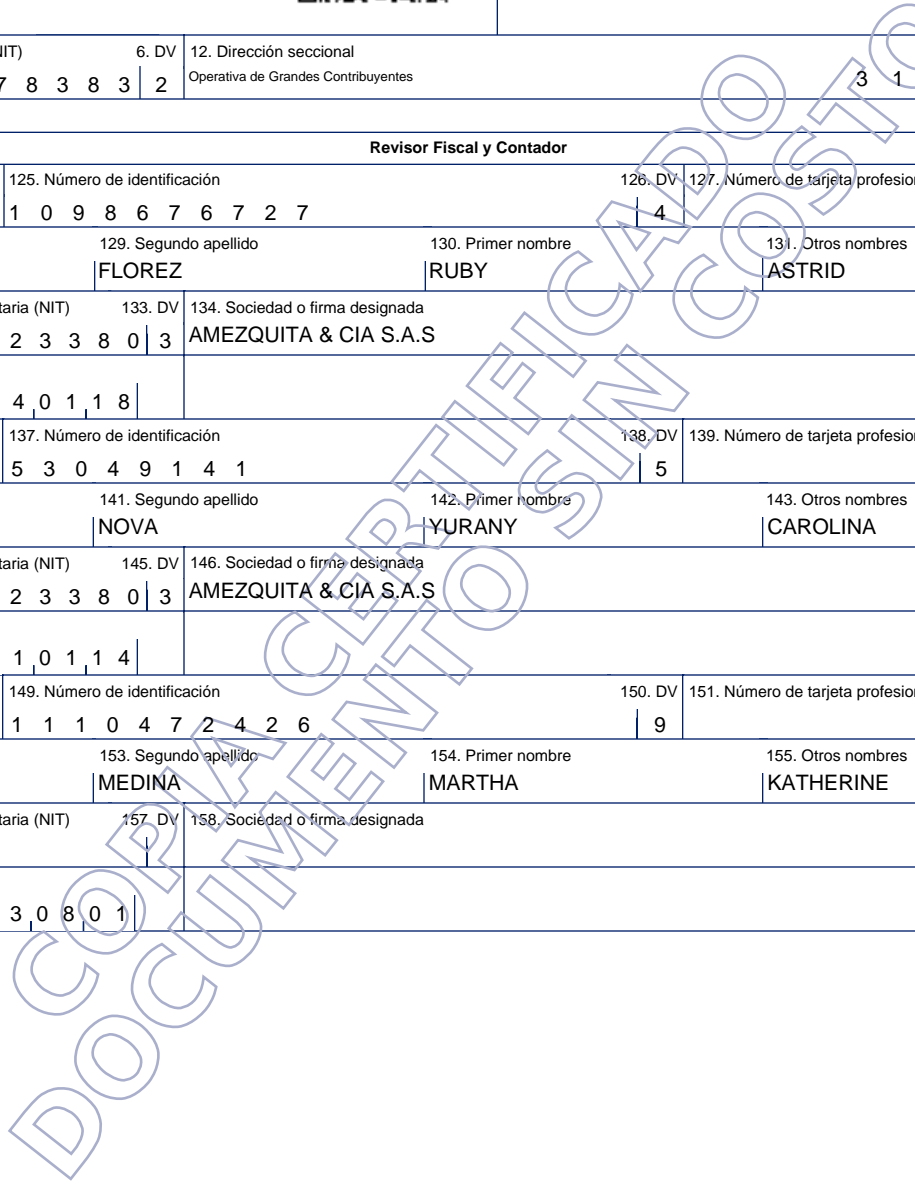 IT) 6. DV 12. Dirección seccional
7 8 3 8 3 2 Operativa de Grandes Contribuyentes 3 1
Revisor Fiscal y Contador
125. Número de identificación 126. DV 127. Número de tarjeta profesion
1 0 9 8 6 7 6 7 2 7 4
129. Segundo apellido 130. Primer nombre 131. Otros nombres
FLOREZ RUBY ASTRID
taria (NIT) 133. DV 134. Sociedad o firma designada
2 3 3 8 0 3 AMEZQUITA & CIA S.A.S
4 0 1 1 8
137. Número de identificación 138. DV 139. Número de tarjeta profesion
5 3 0 4 9 1 4 1 5
141. Segundo apellido 142. Primer nombre 143. Otros nombres
NOVA YURANY CAROLINA
taria (NIT) 145. DV 146. Sociedad o firma designada
2 3 3 8 0 3 AMEZQUITA & CIA S.A.S
1 0 1 1 4
149. Número de identificación 150. DV 151. Número de tarjeta profesion
1 1 1 0 4 7 2 4 2 6 9
153. Segundo apellido 154. Primer nombre 155. Otros nombres
MEDINA MARTHA KATHERINE
taria (NIT) 157. DV 158. Sociedad o firma designada
3 0 8 0 1
COPIA CERTIFICADO
DOCUMENTO SIN COSTO